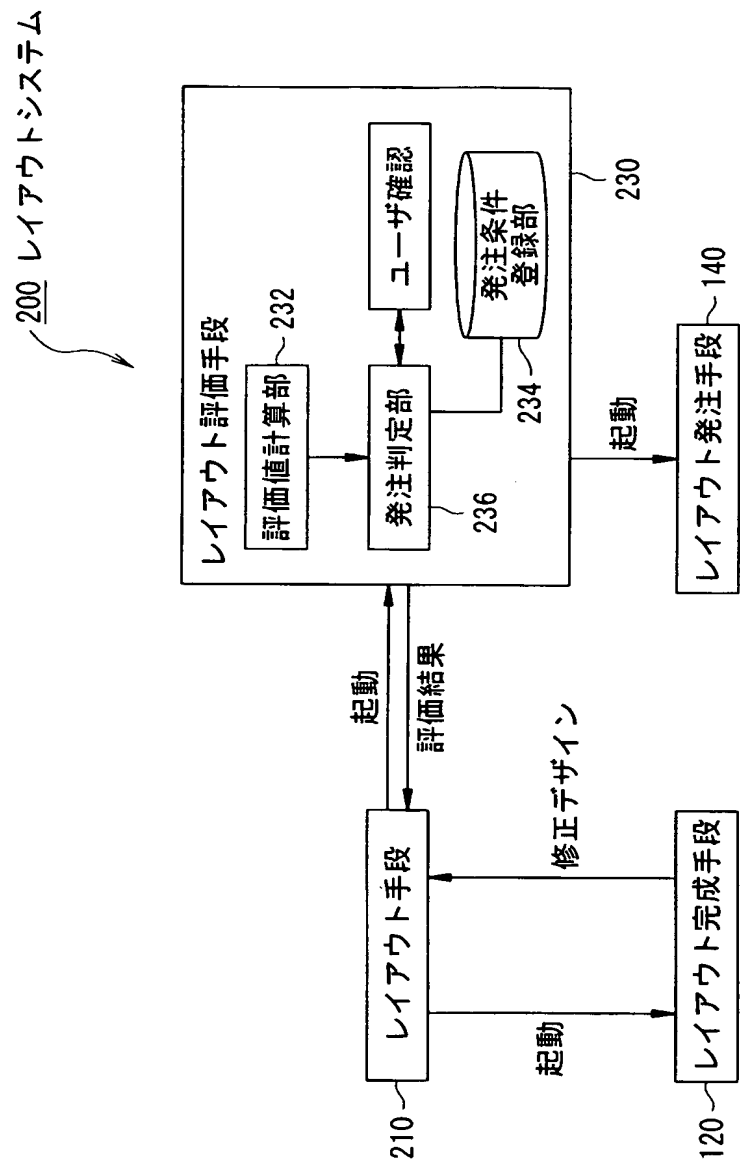 200 レイアウトシステム
レイアウト評価手段
評価値計算部
232
発注判定部
236
ユーザ確認
発注条件
登録部
234
230
起動
評価結果
レイアウト手段
210
起動
修正デザイン
レイアウト完成手段
120
起動
レイアウト発注手段
140